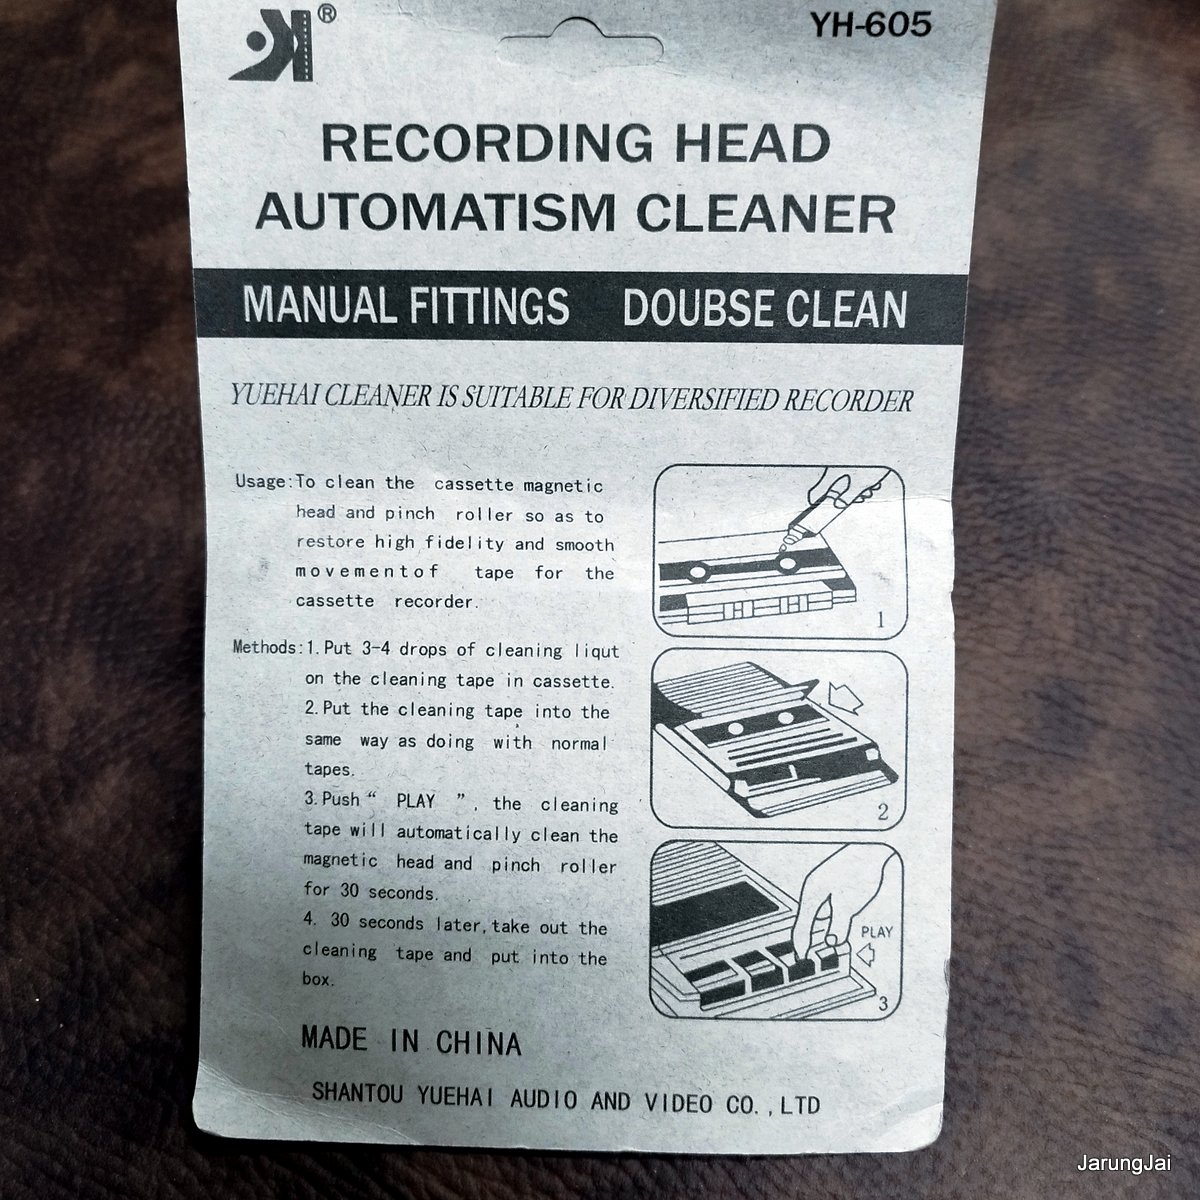 ®
YH-605
RECORDING HEAD
AUTOMATISM CLEANER
MANUAL FITTINGS DOUBSE CLEAN
YUEHAI CLEANER IS SUITABLE FOR DIVERSIFIED RECORDER
Usage:To clean the cassette magnetic
head and pinch roller so as to
restore high fidelity and smooth
movementof tape for the
cassette recorder.
Methods:1.Put 3-4 drops of cleaning liqut
on the cleaning tape in cassette.
2.Put the cleaning tape into the
same way as doing with normal
tapes.
3.Push “ PLAY ”, the cleaning
tape will automatically clean the
magnetic head and pinch roller
for 30 seconds.
4. 30 seconds later,take out the
cleaning tape and put into the
box.
1
2
PLAY
3
MADE IN CHINA
SHANTOU YUEHAI AUDIO AND VIDEO CO.,LTD
JarungJai